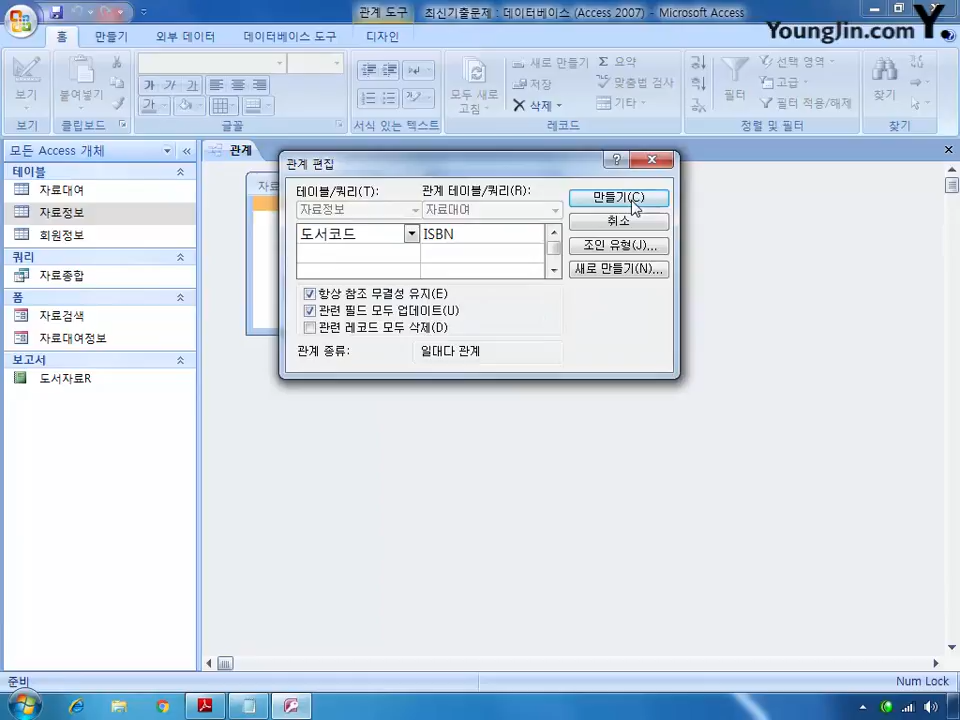 관계 도구
최신기출문제 : 데이터베이스 (Access 2007) - Microsoft Access
YoungJin.com Y.
홈 만들기 외부 데이터 데이터베이스 도구 디자인
보기
붙여넣기
가 가 가
가
모두 새로 고침
새로 만들기
저장
삭제
요약
맞춤법 검사
기타
필터
선택 영역
고급
필터 적용/해제
찾기
보기 클립보드 글꼴 서식 있는 텍스트 레코드 정렬 및 필터 찾기
모든 Access 개체
테이블
자료대여
자료정보
회원정보
쿼리
자료종합
폼
자료검색
자료대여정보
보고서
도서자료R
관계
관계 편집
테이블/쿼리(T): 관계 테이블/쿼리(R):
자료정보 자료대여
도서코드 ISBN
만들기(C)
취소
조인 유형(J)...
새로 만들기(N)...
항상 참조 무결성 유지(E)
관련 필드 모두 업데이트(U)
관련 레코드 모두 삭제(D)
관계 종류: 일대다 관계
준비
Num Lock